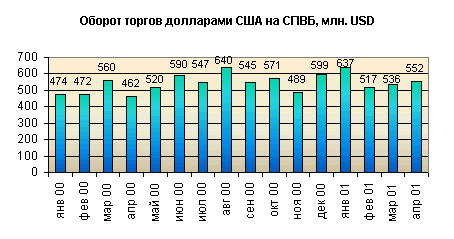 Оборот торгов долларами США на СПВБ, млн. USD
700
600
500
400
300
200
100
0
474 472 560 462 520 590 547 640 545 571 489 599 637 517 536 552
янв 00 фев 00 мар 00 апр 00 май 00 июн 00 июл 00 авг 00 сен 00 окт 00 ноя 00 дек 00 янв 01 фев 01 мар 01 апр 01